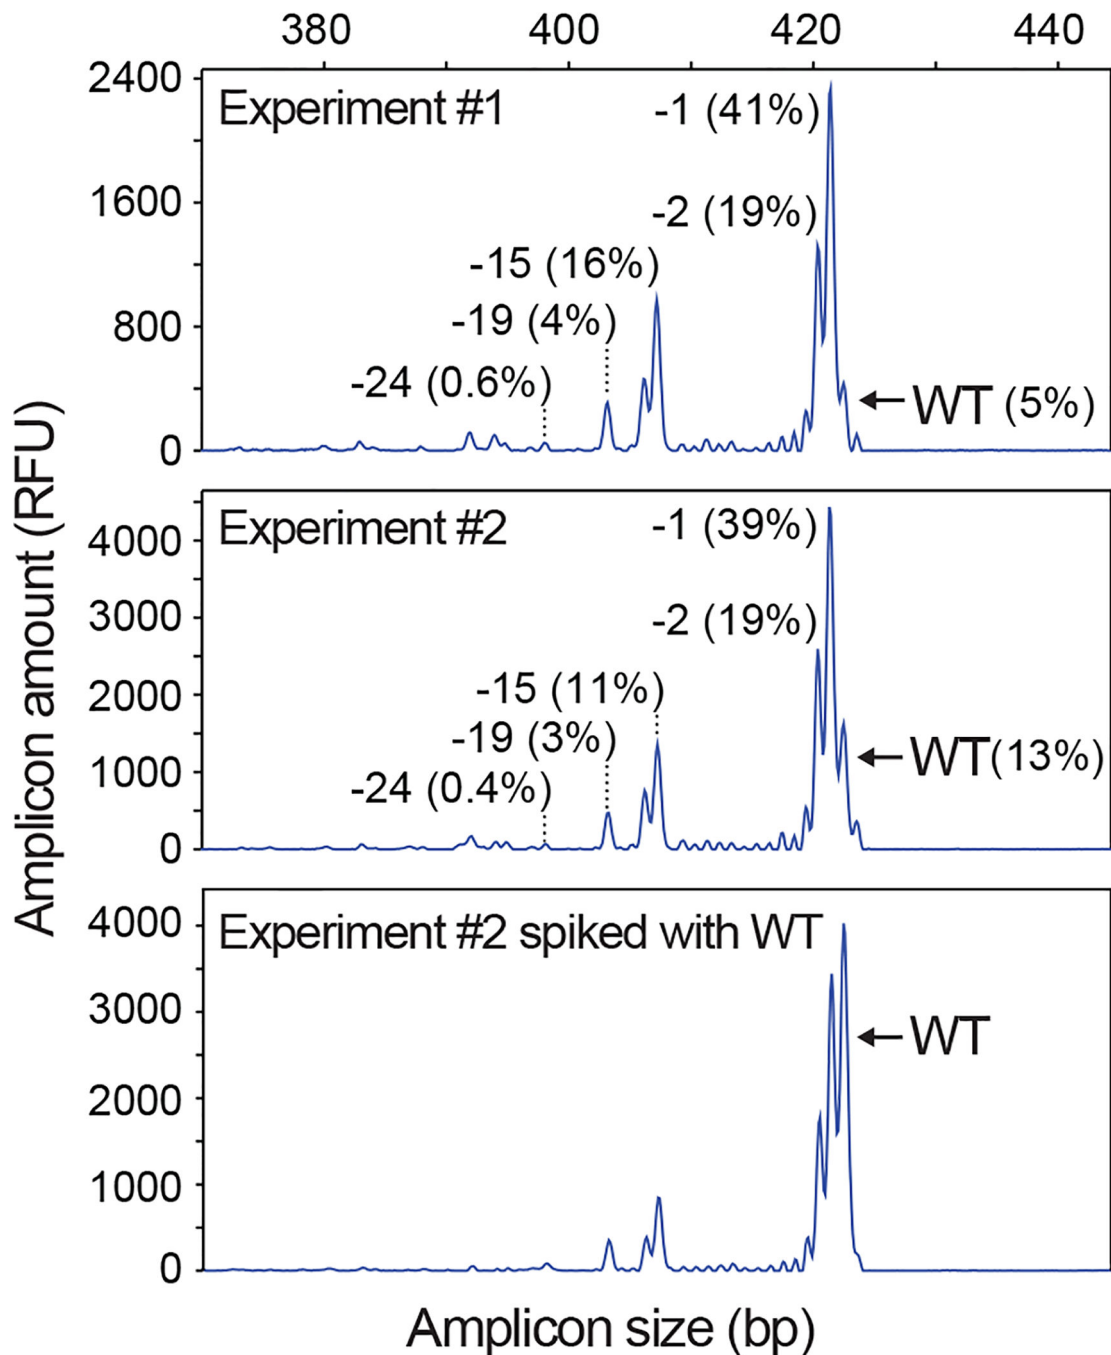 380 400 420 440
Experiment #1
2400
1600
800
0
-1 (41%)
-2 (19%)
-15 (16%)
-19 (4%)
-24 (0.6%)
WT (5%)
Experiment #2
4000
3000
2000
1000
0
-1 (39%)
-2 (19%)
-15 (11%)
-19 (3%)
-24 (0.4%)
WT(13%)
Experiment #2 spiked with WT
4000
3000
2000
1000
0
WT
Amplicon amount (RFU)
Amplicon size (bp)